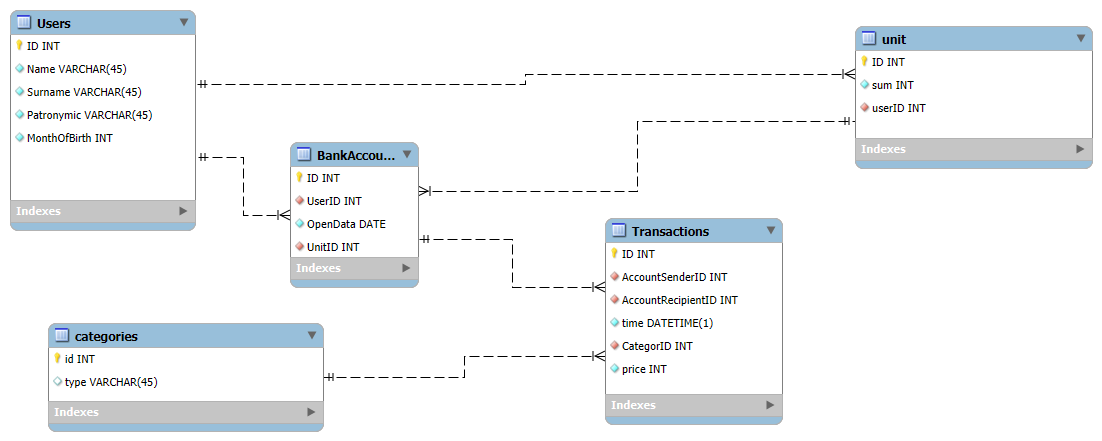 Users
ID INT
Name VARCHAR(45)
Surname VARCHAR(45)
Patronymic VARCHAR(45)
MonthOfBirth INT
Indexes
unit
ID INT
sum INT
userID INT
Indexes
BankAccou...
ID INT
UserID INT
OpenData DATE
UnitID INT
Indexes
Transactions
ID INT
AccountSenderID INT
AccountRecipientID INT
time DATETIME(1)
CategorID INT
price INT
Indexes
categories
id INT
type VARCHAR(45)
Indexes